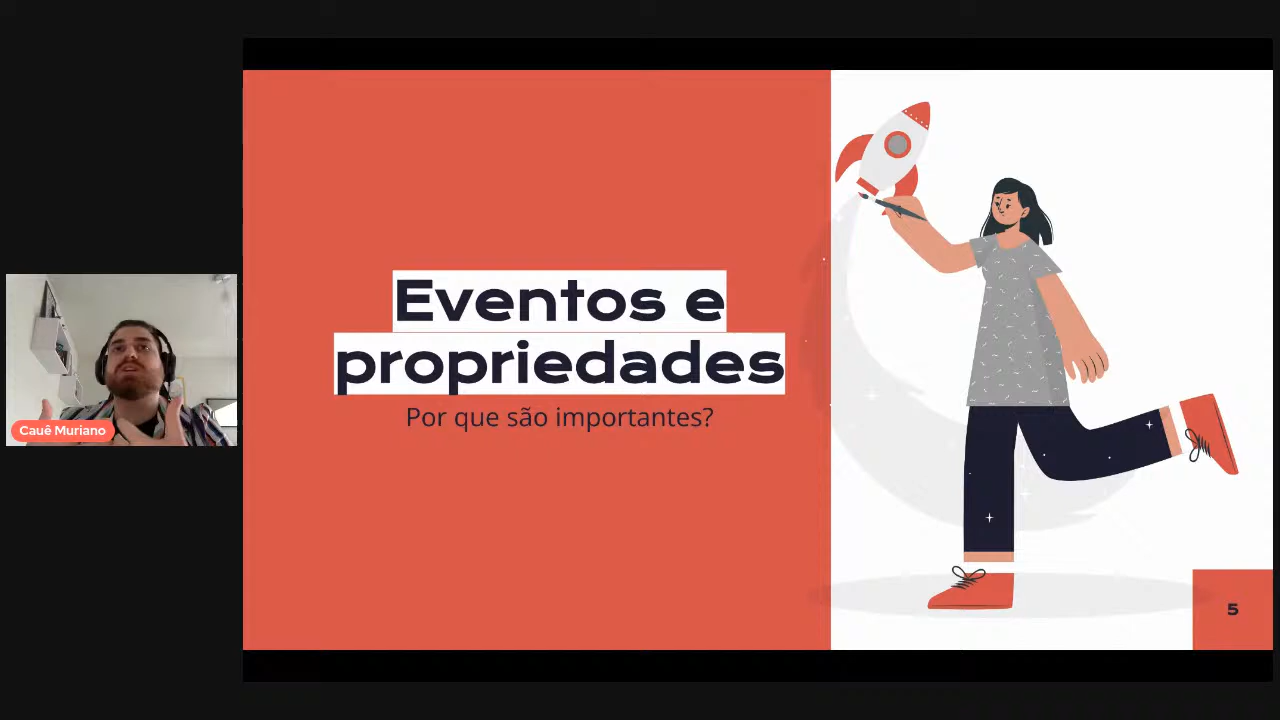 Eventos e
propriedades
Por que são importantes?
Cauê Muriano
5